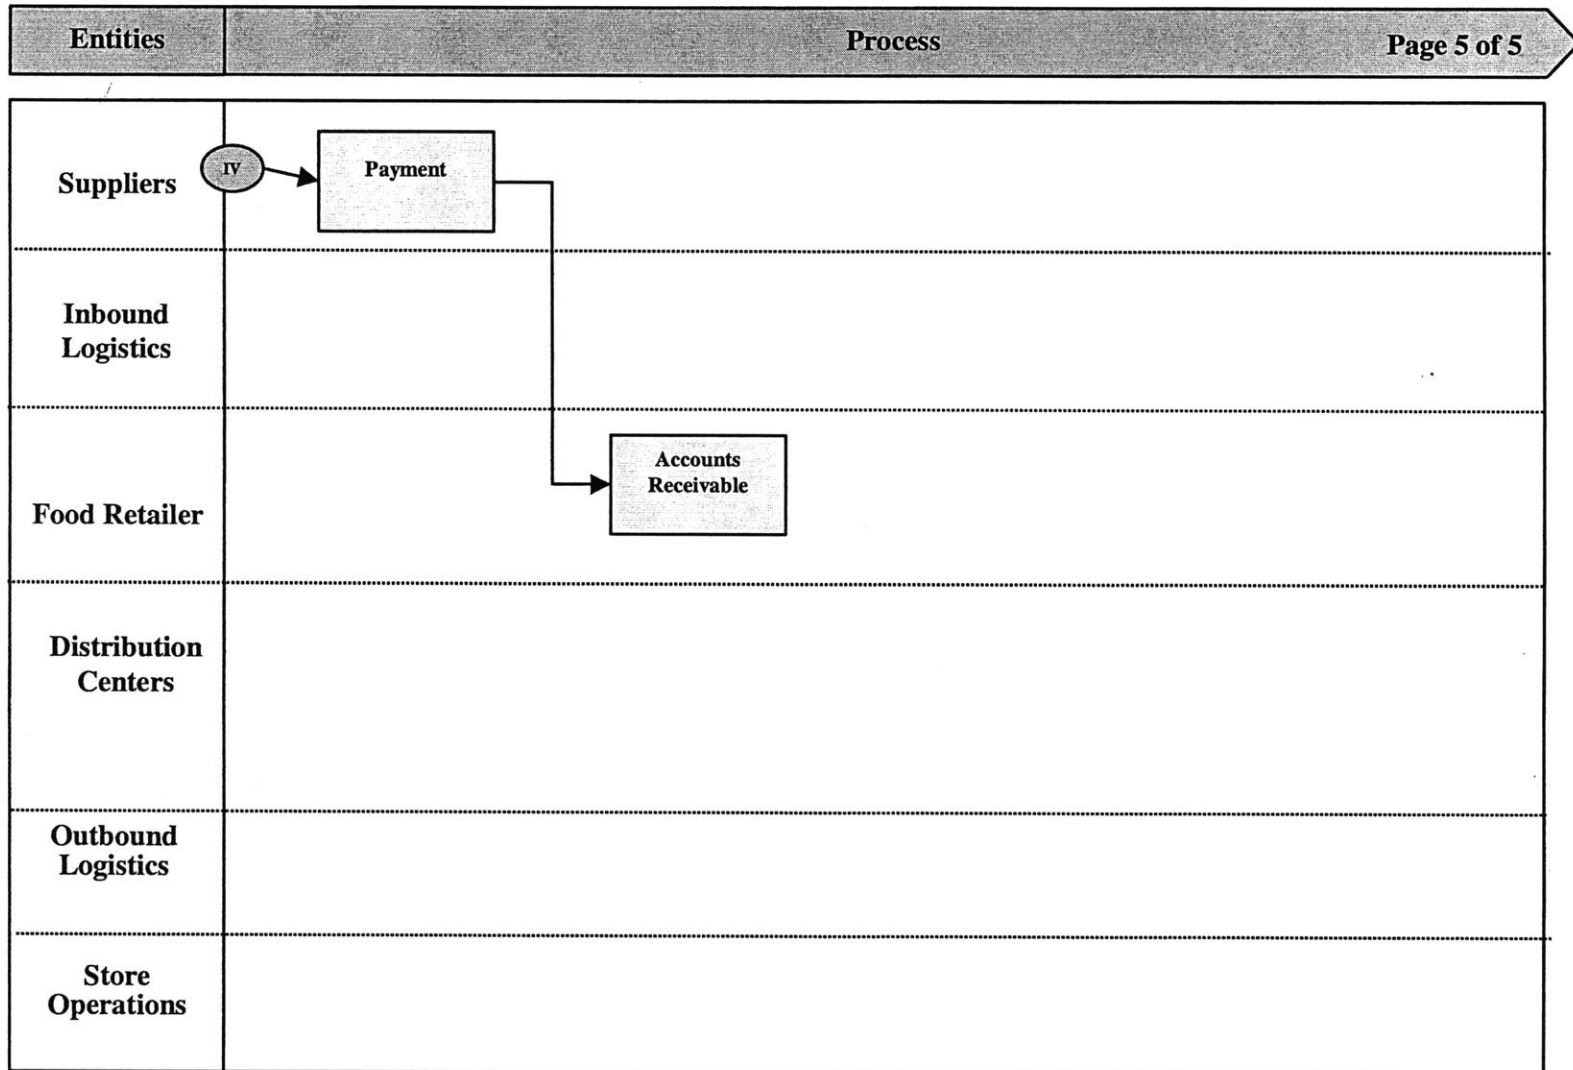 Entities
Process
Page 5 of 5
Suppliers
IV
Payment
Inbound
Logistics
Food Retailer
Accounts
Receivable
Distribution
Centers
Outbound
Logistics
Store
Operations